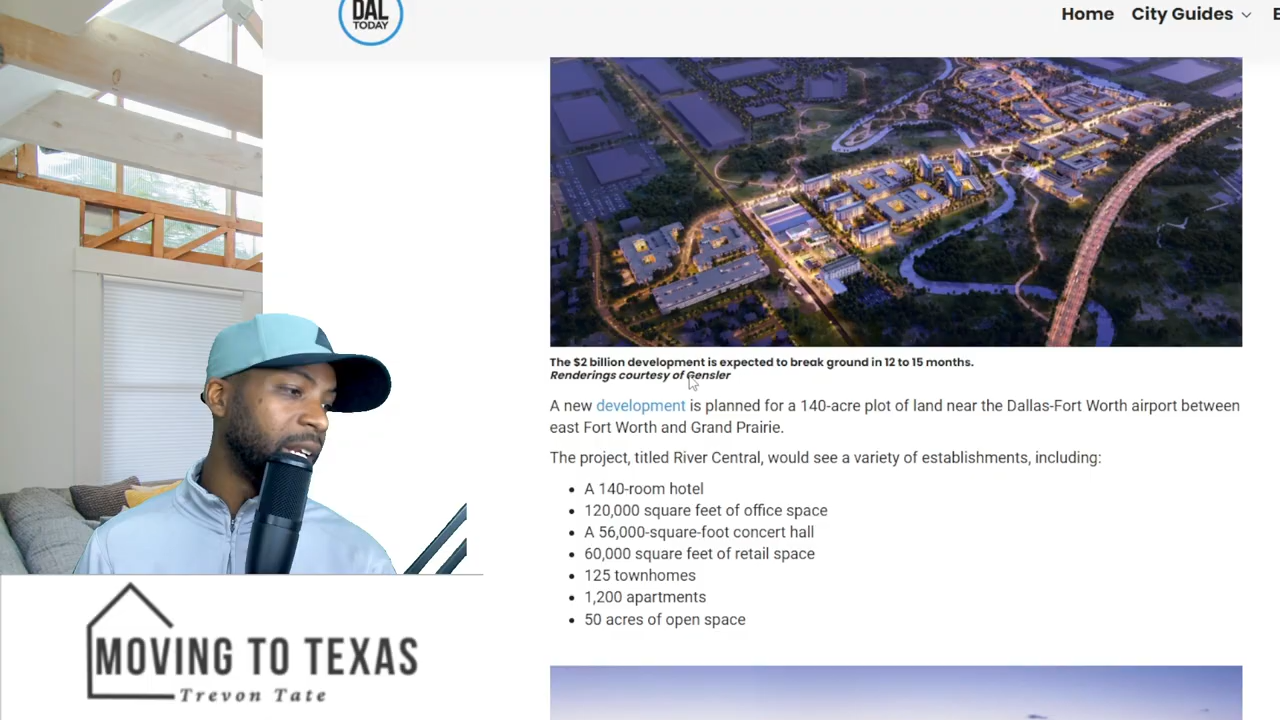 DAL
TODAY
Home City Guides
The $2 billion development is expected to break ground in 12 to 15 months.
Renderings courtesy of Gensler
A new development is planned for a 140-acre plot of land near the Dallas-Fort Worth airport between
east Fort Worth and Grand Prairie.
The project, titled River Central, would see a variety of establishments, including:
• A 140-room hotel
• 120,000 square feet of office space
• A 56,000-square-foot concert hall
• 60,000 square feet of retail space
• 125 townhomes
• 1,200 apartments
• 50 acres of open space
MOVING TO TEXAS
Trevon Tate